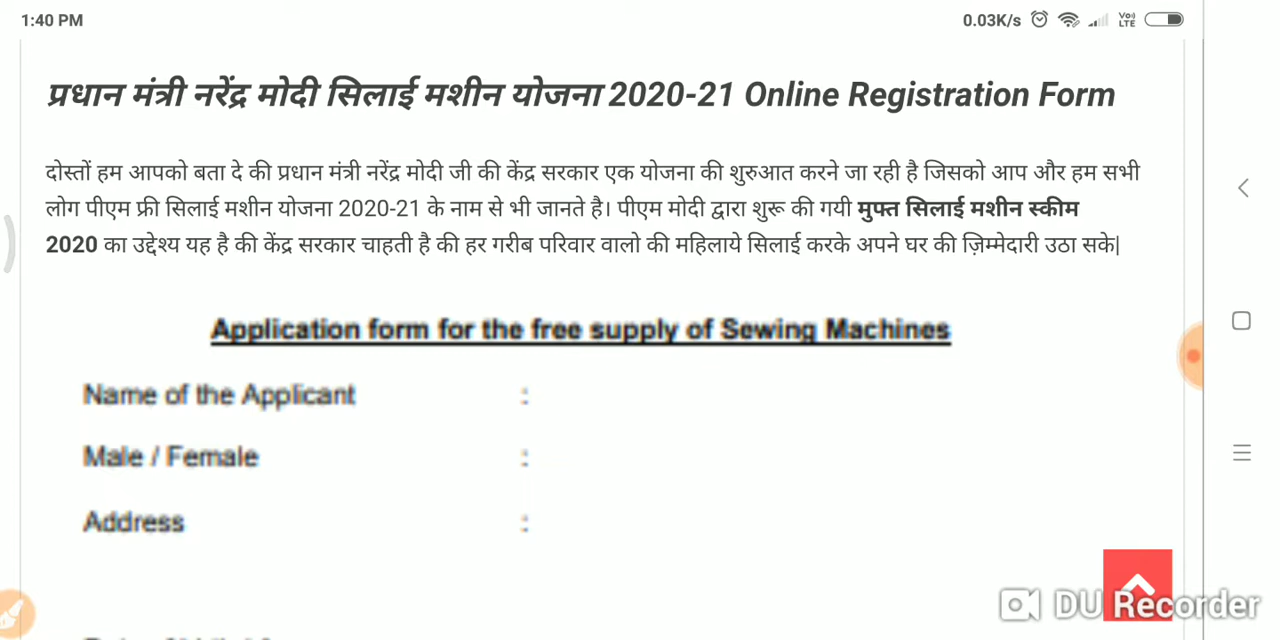 1:40 PM
0.03K/s
Vo)) LTE
प्रधान मंत्री नरेंद्र मोदी सिलाई मशीन योजना 2020-21 Online Registration Form
दोस्तों हम आपको बता दे की प्रधान मंत्री नरेंद्र मोदी जी की केंद्र सरकार एक योजना की शुरुआत करने जा रही है जिसको आप और हम सभी
लोग पीएम फ्री सिलाई मशीन योजना 2020-21 के नाम से भी जानते है। पीएम मोदी द्वारा शुरू की गयी मुफ्त सिलाई मशीन स्कीम
2020 का उद्देश्य यह है की केंद्र सरकार चाहती है की हर गरीब परिवार वालो की महिलाये सिलाई करके अपने घर की ज़िम्मेदारी उठा सके|
Application form for the free supply of Sewing Machines
Name of the Applicant :
Male / Female :
Address :
DU Recorder